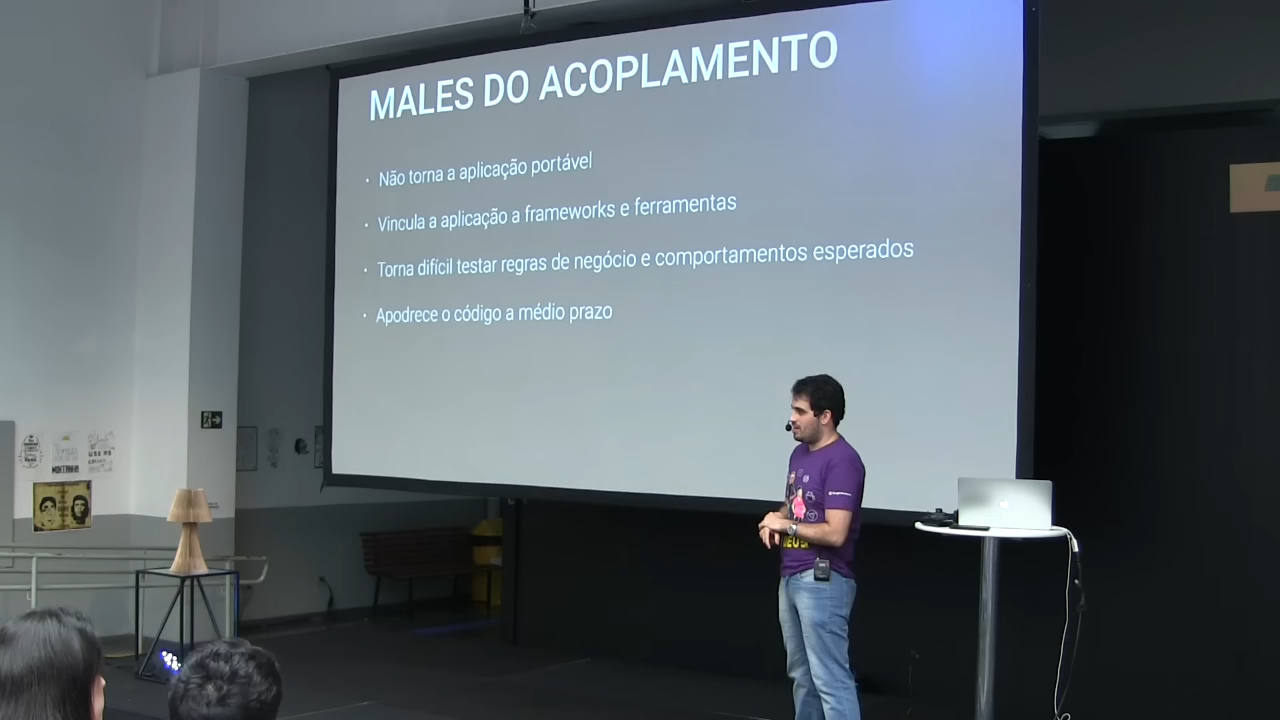 MALES DO ACOPLAMENTO
• Não torna a aplicação portável
• Vincula a aplicação a frameworks e ferramentas
• Torna difícil testar regras de negócio e comportamentos esperados
• Apodrece o código a médio prazo